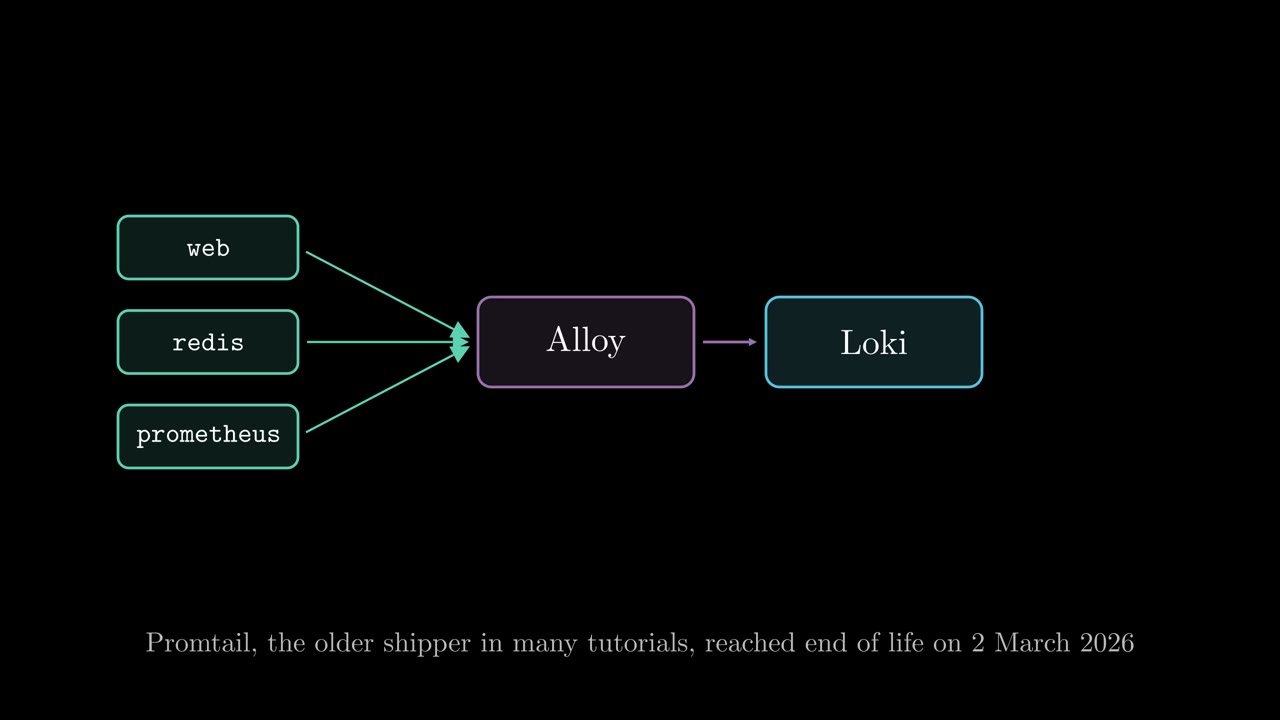 web
redis
prometheus
Alloy
Loki
Promtail, the older shipper in many tutorials, reached end of life on 2 March 2026